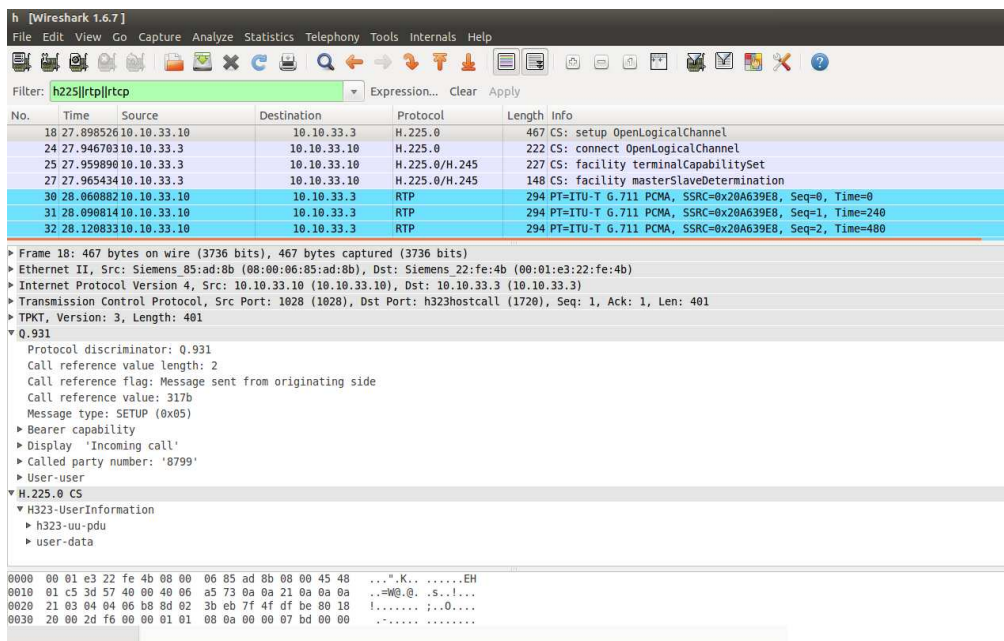 h [Wireshark 1.6.7 ]
File Edit View Go Capture Analyze Statistics Telephony Tools Internals Help
Filter: h225||rtp||rtcp Expression... Clear Apply
No. Time Source Destination Protocol Length Info
18 27.898526 10.10.33.10 10.10.33.3 H.225.0 467 CS: setup OpenLogicalChannel
24 27.946703 10.10.33.3 10.10.33.10 H.225.0 222 CS: connect OpenLogicalChannel
25 27.959890 10.10.33.3 10.10.33.10 H.225.0/H.245 227 CS: facility terminalCapabilitySet
27 27.965434 10.10.33.3 10.10.33.10 H.225.0/H.245 148 CS: facility masterSlaveDetermination
30 28.060882 10.10.33.10 10.10.33.3 RTP 294 PT=ITU-T G.711 PCMA, SSRC=0x20A639E8, Seq=0, Time=0
31 28.090814 10.10.33.10 10.10.33.3 RTP 294 PT=ITU-T G.711 PCMA, SSRC=0x20A639E8, Seq=1, Time=240
32 28.120833 10.10.33.10 10.10.33.3 RTP 294 PT=ITU-T G.711 PCMA, SSRC=0x20A639E8, Seq=2, Time=480
Frame 18: 467 bytes on wire (3736 bits), 467 bytes captured (3736 bits)
Ethernet II, Src: Siemens_85:ad:8b (08:00:06:85:ad:8b), Dst: Siemens_22:fe:4b (00:01:e3:22:fe:4b)
Internet Protocol Version 4, Src: 10.10.33.10 (10.10.33.10), Dst: 10.10.33.3 (10.10.33.3)
Transmission Control Protocol, Src Port: 1028 (1028), Dst Port: h323hostcall (1720), Seq: 1, Ack: 1, Len: 401
TPKT, Version: 3, Length: 401
Q.931
Protocol discriminator: Q.931
Call reference value length: 2
Call reference flag: Message sent from originating side
Call reference value: 317b
Message type: SETUP (0x05)
Bearer capability
Display 'Incoming call'
Called party number: '8799'
User-user
H.225.0 CS
H323-UserInformation
h323-uu-pdu
user-data
0000 00 01 e3 22 fe 4b 08 00 06 85 ad 8b 08 00 45 48 ...".K.. ......EH
0010 01 c5 3d 57 40 00 40 06 a5 73 0a 0a 21 0a 0a 0a ..=W@.@. .s..!...
0020 21 03 04 04 06 b8 8d 02 3b eb 7f 4f df be 80 18 !....... ;..O....
0030 20 00 2d f6 00 00 01 01 08 0a 00 00 07 bd 00 00 .-..... ........